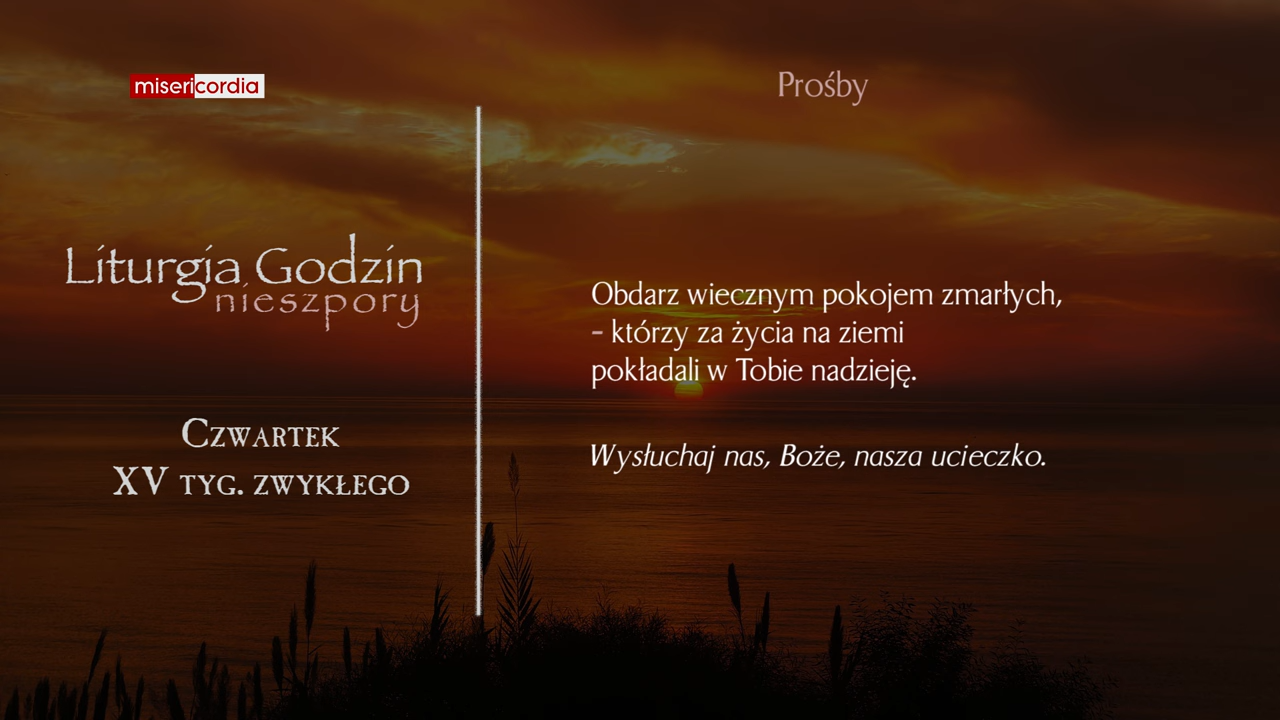 misericordia
Prośby
Liturgia Godzin
nieszpory
Czwartek
XV tyg. zwykłego
Obdarz wiecznym pokojem zmarłych,
- którzy za życia na ziemi
pokładali w Tobie nadzieję.
Wysłuchaj nas, Boże, nasza ucieczko.